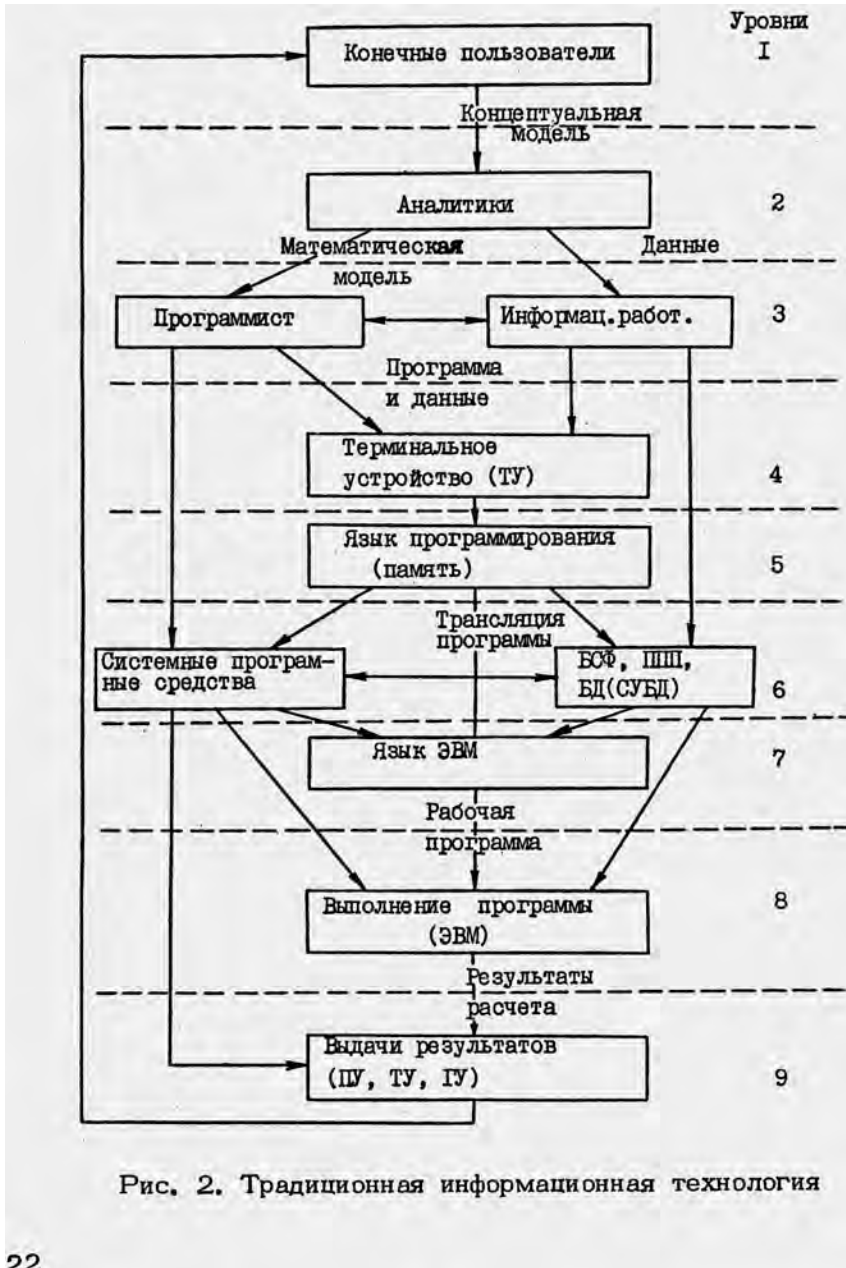 Уровни
Конечные пользователи
I
Концептуальная
модель
Аналитики
2
Математическая
Данные
модель
Программист
Информац.работ.
3
Программа
и данные
Терминальное
устройство (ТУ)
4
Язык программирования
(память)
5
Трансляция
программы
Системные програм-
ные средства
БСФ, ППП,
БД(СУБД)
6
Язык ЭВМ
7
Рабочая
программа
Выполнение программы
(ЭВМ)
8
Результаты
расчета
Выдачи результатов
(ПУ, ТУ, ГУ)
9
Рис. 2. Традиционная информационная технология
22